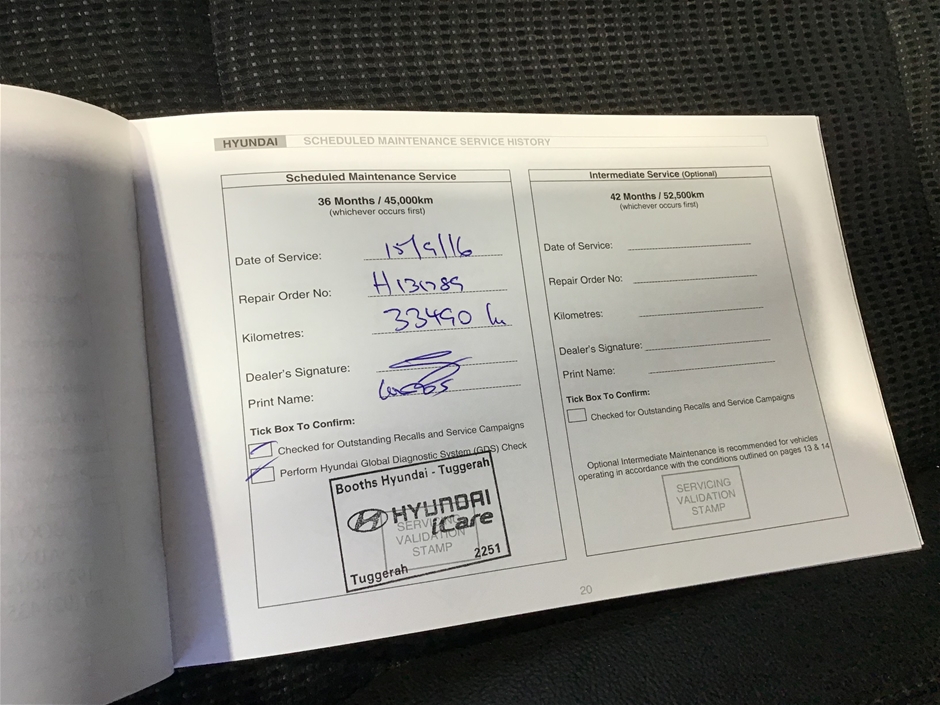 HYUNDAI SCHEDULED MAINTENANCE SERVICE HISTORY
Scheduled Maintenance Service
36 Months / 45,000km
(whichever occurs first)
Date of Service: 15/9/16
Repair Order No:
Kilometres: 33490
Dealer's Signature:
Print Name:
Tick Box To Confirm:
Checked for Outstanding Recalls and Service Campaigns
Perform Hyundai Global Diagnostic System (GDS) Check
Booths Hyundai - Tuggerah
HYUNDAI
iCare
SERVICING
VALIDATION
STAMP
Tuggerah 2251
Intermediate Service (Optional)
42 Months / 52,500km
(whichever occurs first)
Date of Service:
Repair Order No:
Kilometres:
Dealer's Signature:
Print Name:
Tick Box To Confirm:
Checked for Outstanding Recalls and Service Campaigns
Optional Intermediate Maintenance is recommended for vehicles
operating in accordance with the conditions outlined on pages 13 & 14
SERVICING
VALIDATION
STAMP
20